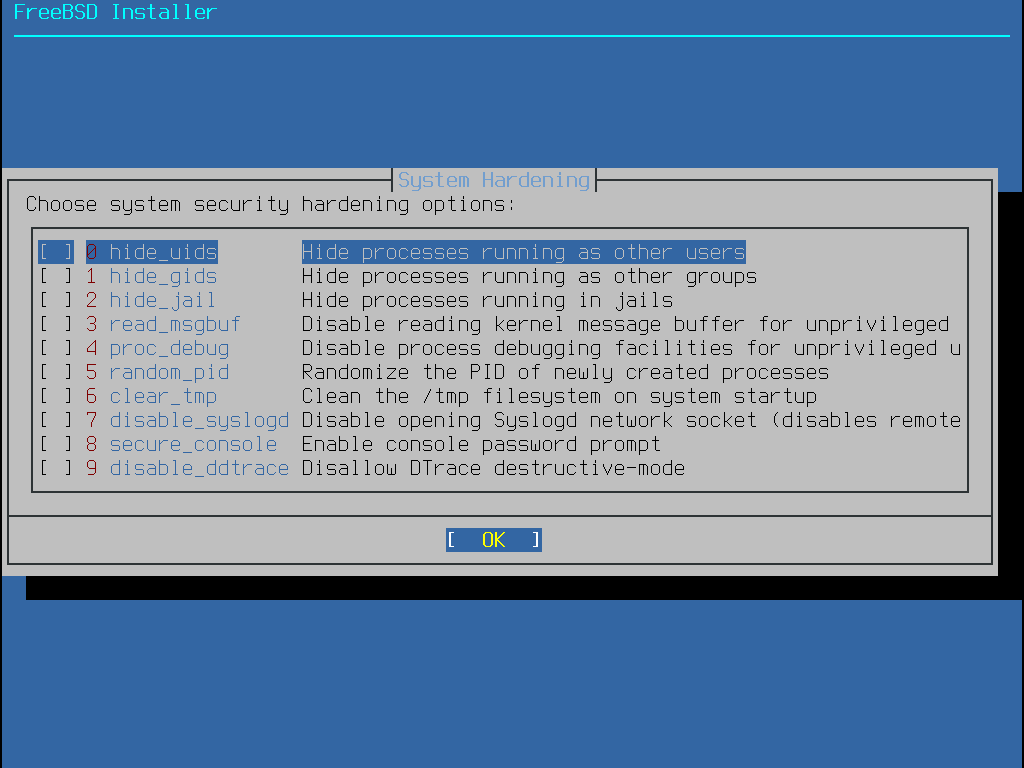 FreeBSD Installer
System Hardening
Choose system security hardening options:
[ ] 0 hide_uids Hide processes running as other users
[ ] 1 hide_gids Hide processes running as other groups
[ ] 2 hide_jail Hide processes running in jails
[ ] 3 read_msgbuf Disable reading kernel message buffer for unprivileged
[ ] 4 proc_debug Disable process debugging facilities for unprivileged u
[ ] 5 random_pid Randomize the PID of newly created processes
[ ] 6 clear_tmp Clean the /tmp filesystem on system startup
[ ] 7 disable_syslogd Disable opening Syslogd network socket (disables remote
[ ] 8 secure_console Enable console password prompt
[ ] 9 disable_ddtrace Disallow DTrace destructive-mode
[ OK ]